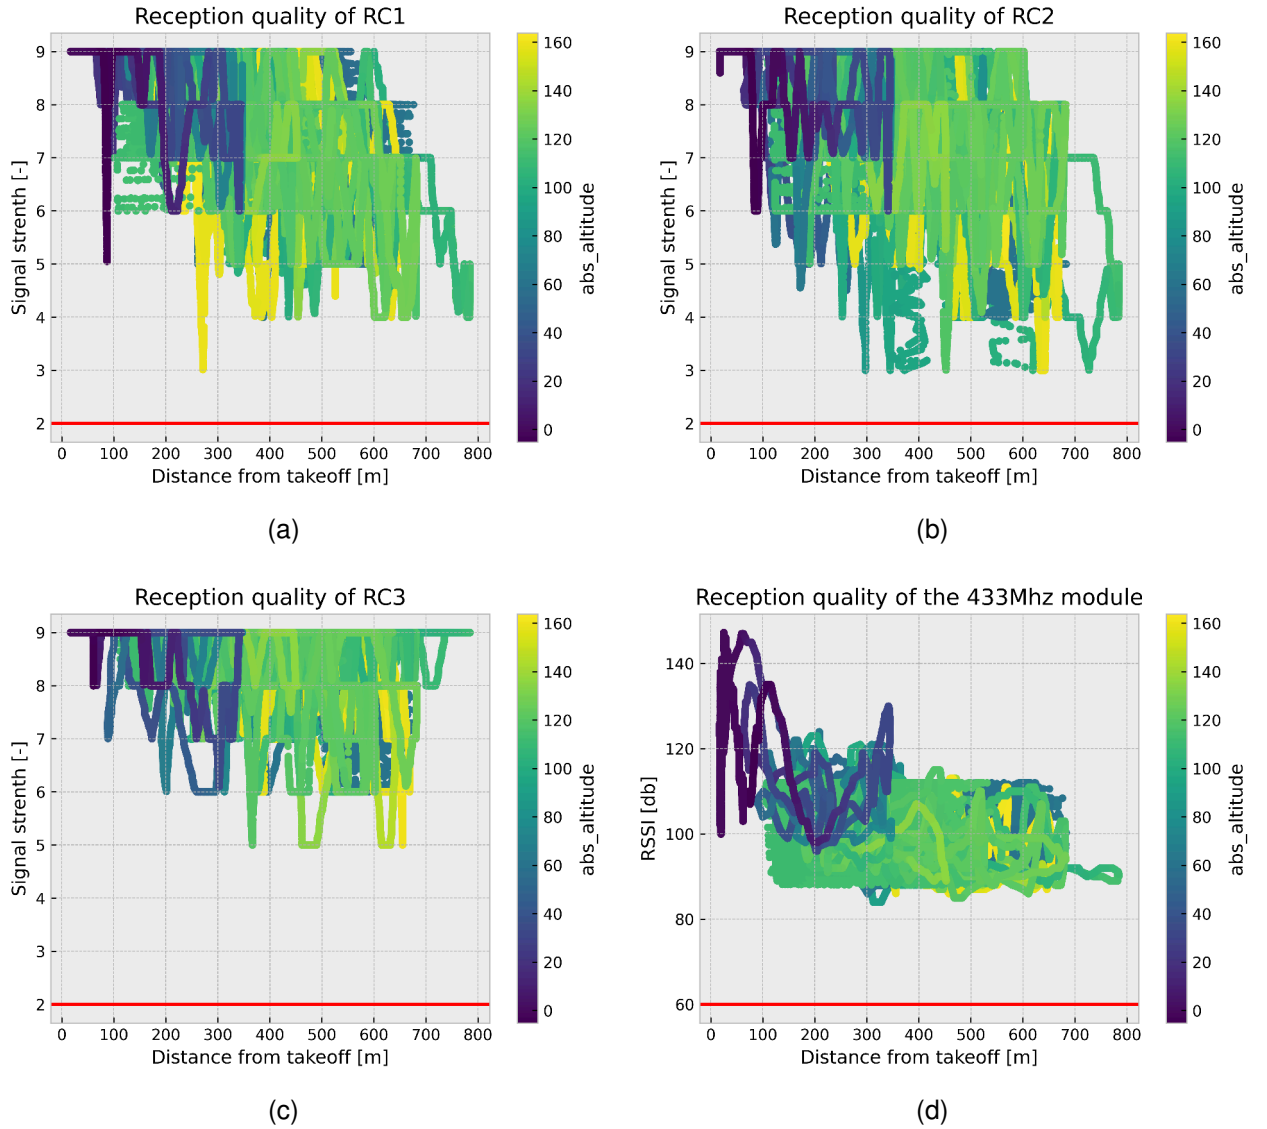 Reception quality of RC1
9
8
7
6
5
4
3
2
Signal strenth [-]
0 100 200 300 400 500 600 700 800
Distance from takeoff [m]
160
140
120
100
80
60
40
20
0
abs_altitude
(a)
Reception quality of RC2
9
8
7
6
5
4
3
2
Signal strenth [-]
0 100 200 300 400 500 600 700 800
Distance from takeoff [m]
160
140
120
100
80
60
40
20
0
abs_altitude
(b)
Reception quality of RC3
9
8
7
6
5
4
3
2
Signal strenth [-]
0 100 200 300 400 500 600 700 800
Distance from takeoff [m]
160
140
120
100
80
60
40
20
0
abs_altitude
(c)
Reception quality of the 433Mhz module
140
120
100
80
60
RSSI [db]
0 100 200 300 400 500 600 700 800
Distance from takeoff [m]
160
140
120
100
80
60
40
20
0
abs_altitude
(d)